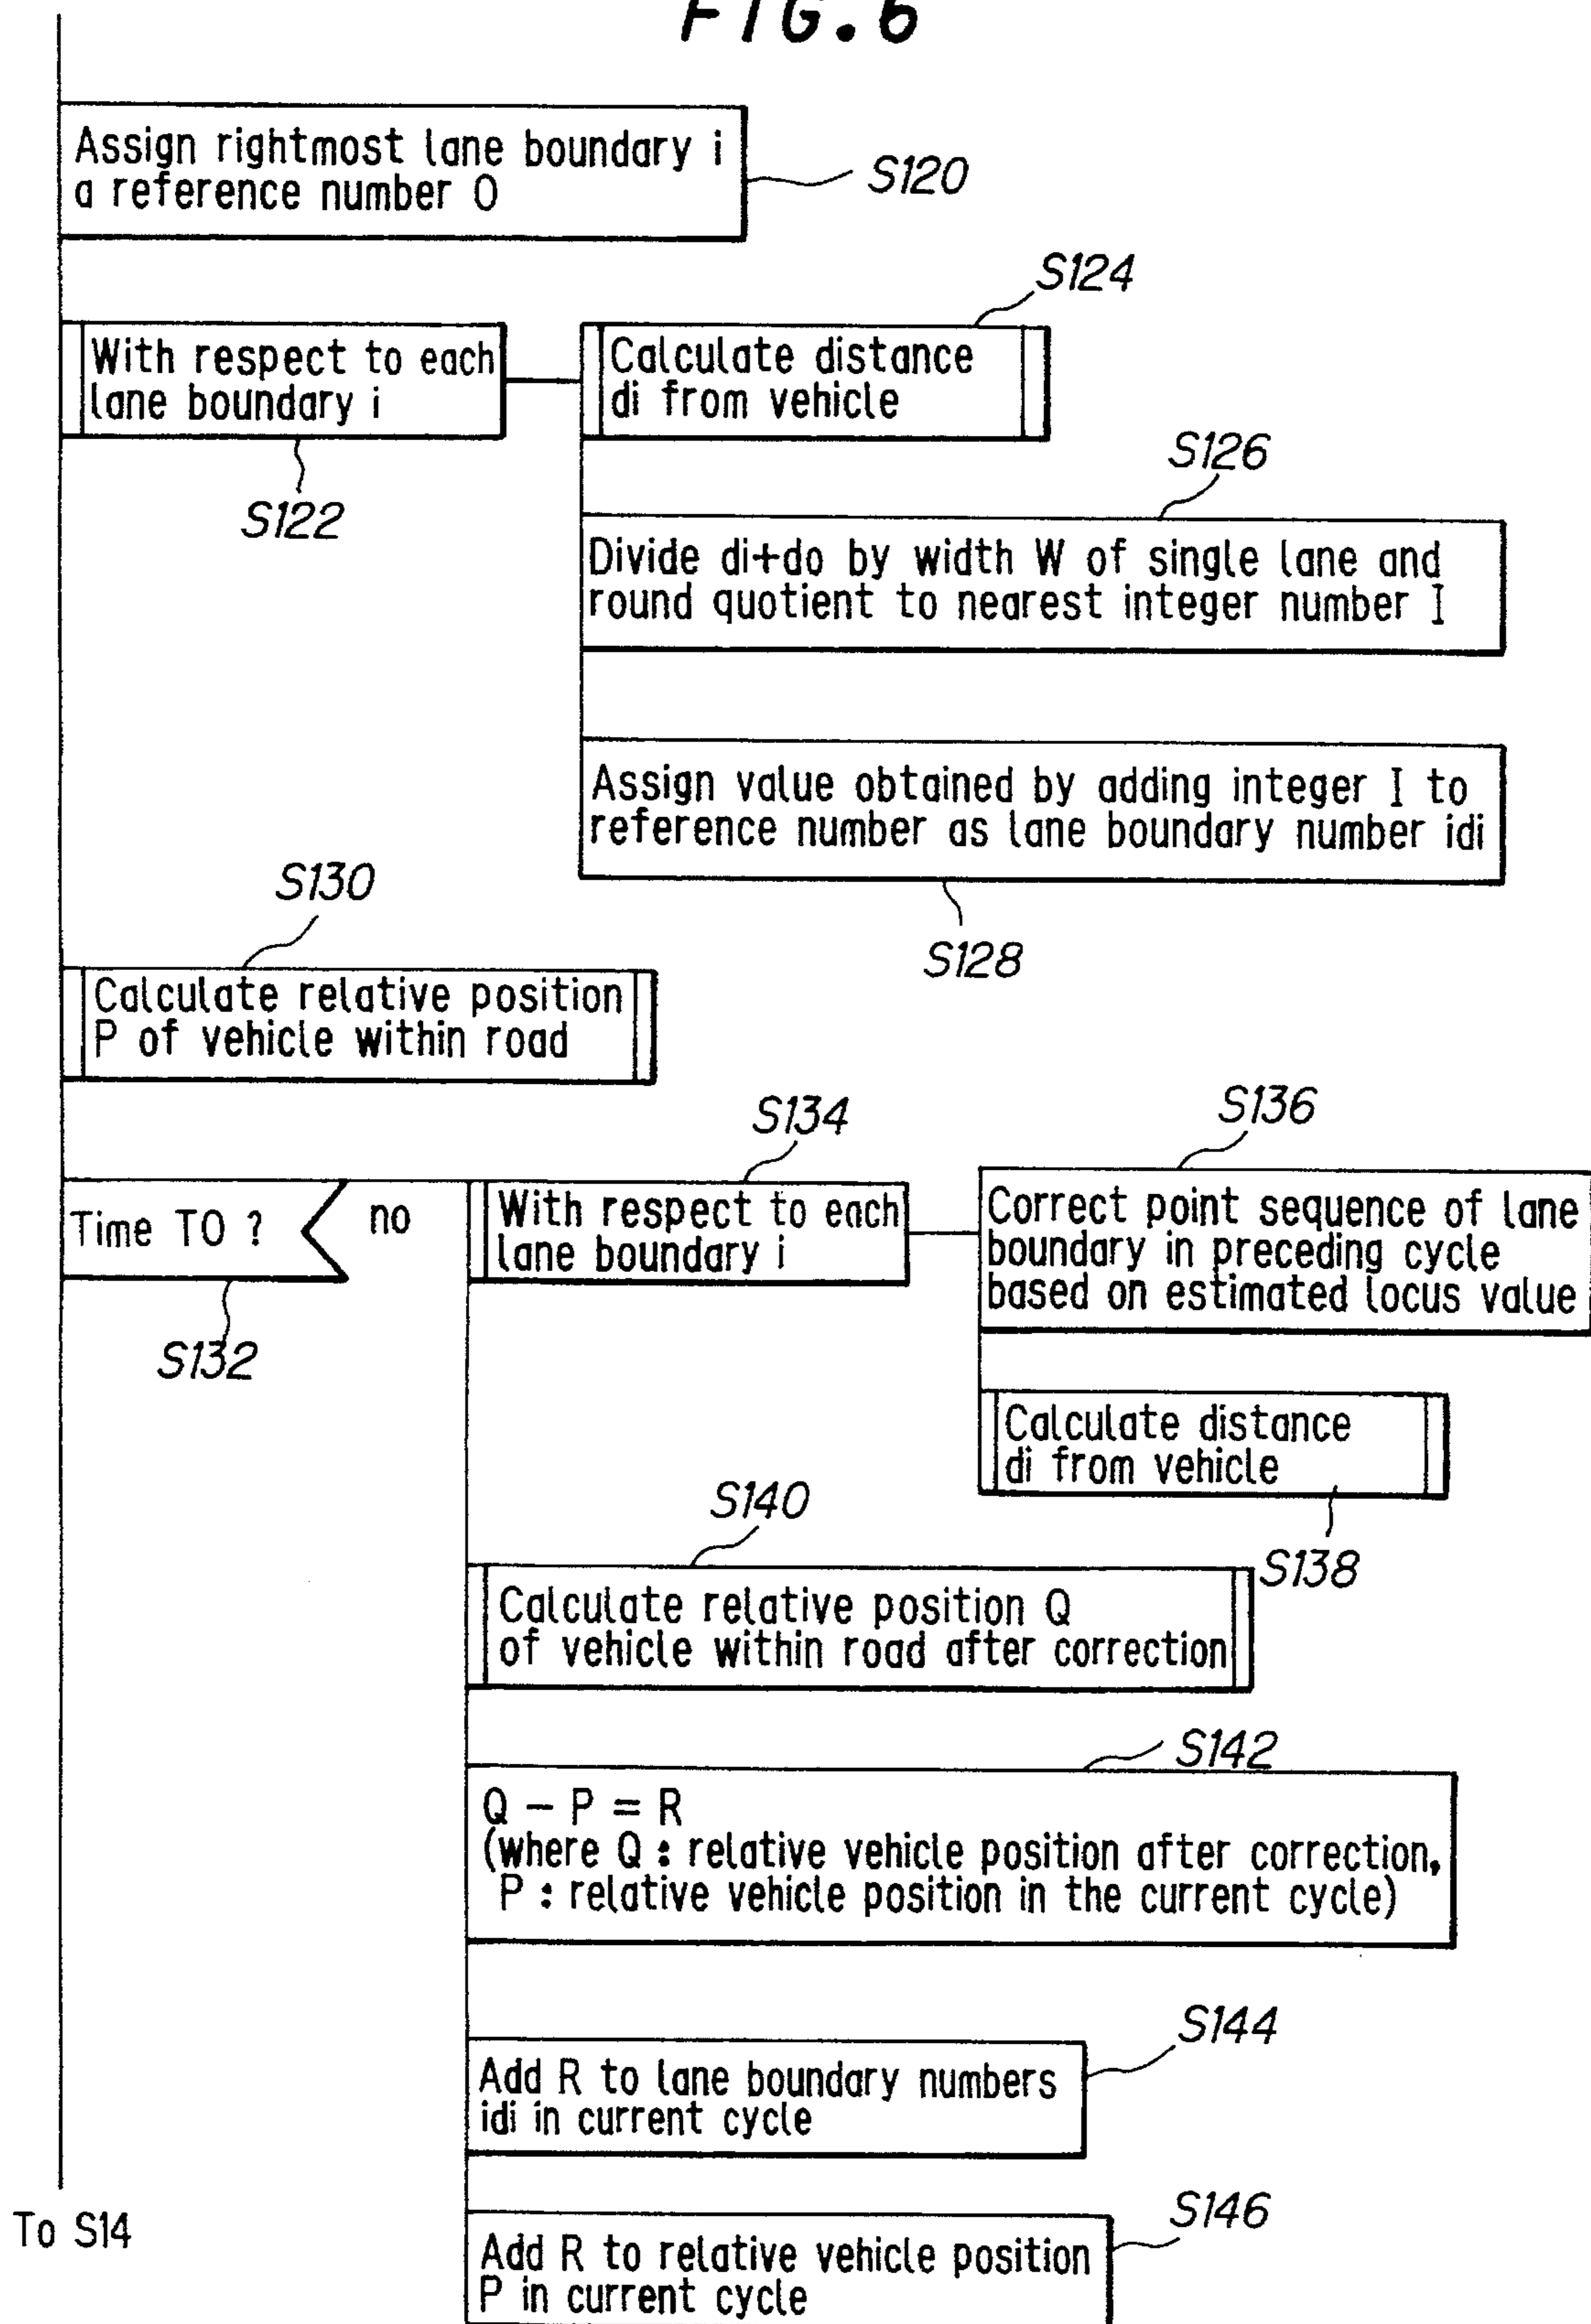 FIG.6
Assign rightmost lane boundary i
a reference number 0
S120
S124
With respect to each
lane boundary i
Calculate distance
di from vehicle
S122
S126
Divide di+do by width W of single lane and
round quotient to nearest integer number I
Assign value obtained by adding integer I to
reference number as lane boundary number idi
S128
S130
Calculate relative position
P of vehicle within road
S134
S136
Time TO ?
no
With respect to each
lane boundary i
Correct point sequence of lane
boundary in preceding cycle
based on estimated locus value
S132
Calculate distance
di from vehicle
S138
S140
Calculate relative position Q
of vehicle within road after correction
S142
Q - P = R
(where Q : relative vehicle position after correction,
P : relative vehicle position in the current cycle)
S144
Add R to lane boundary numbers
idi in current cycle
To S14
S146
Add R to relative vehicle position
P in current cycle